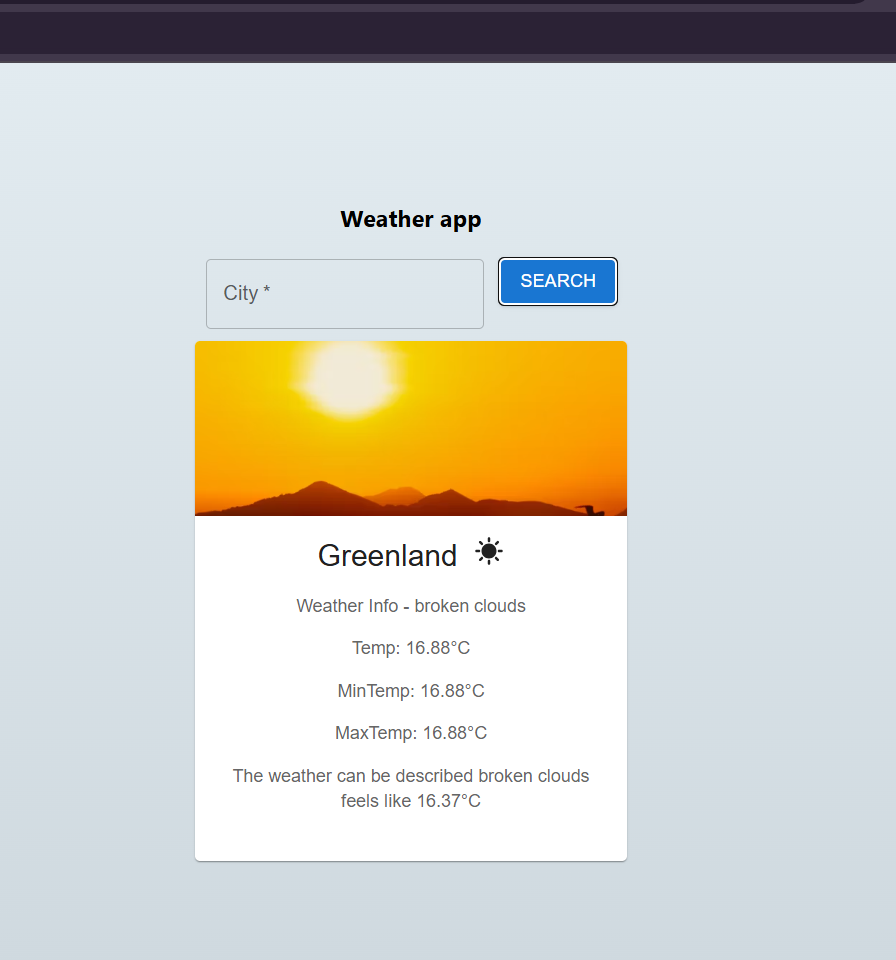 Weather app
City *
SEARCH
Greenland
Weather Info - broken clouds
Temp: 16.88°C
MinTemp: 16.88°C
MaxTemp: 16.88°C
The weather can be described broken clouds
feels like 16.37°C